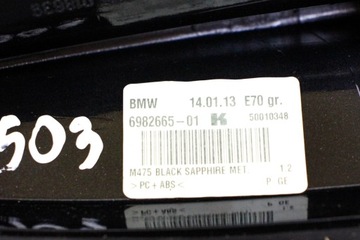 503
BMW 14.01.13 E70 gr.
6982665-01 K 50010348
M475 BLACK SAPPHIRE MET. 1 2
>PC+ABS< P GE